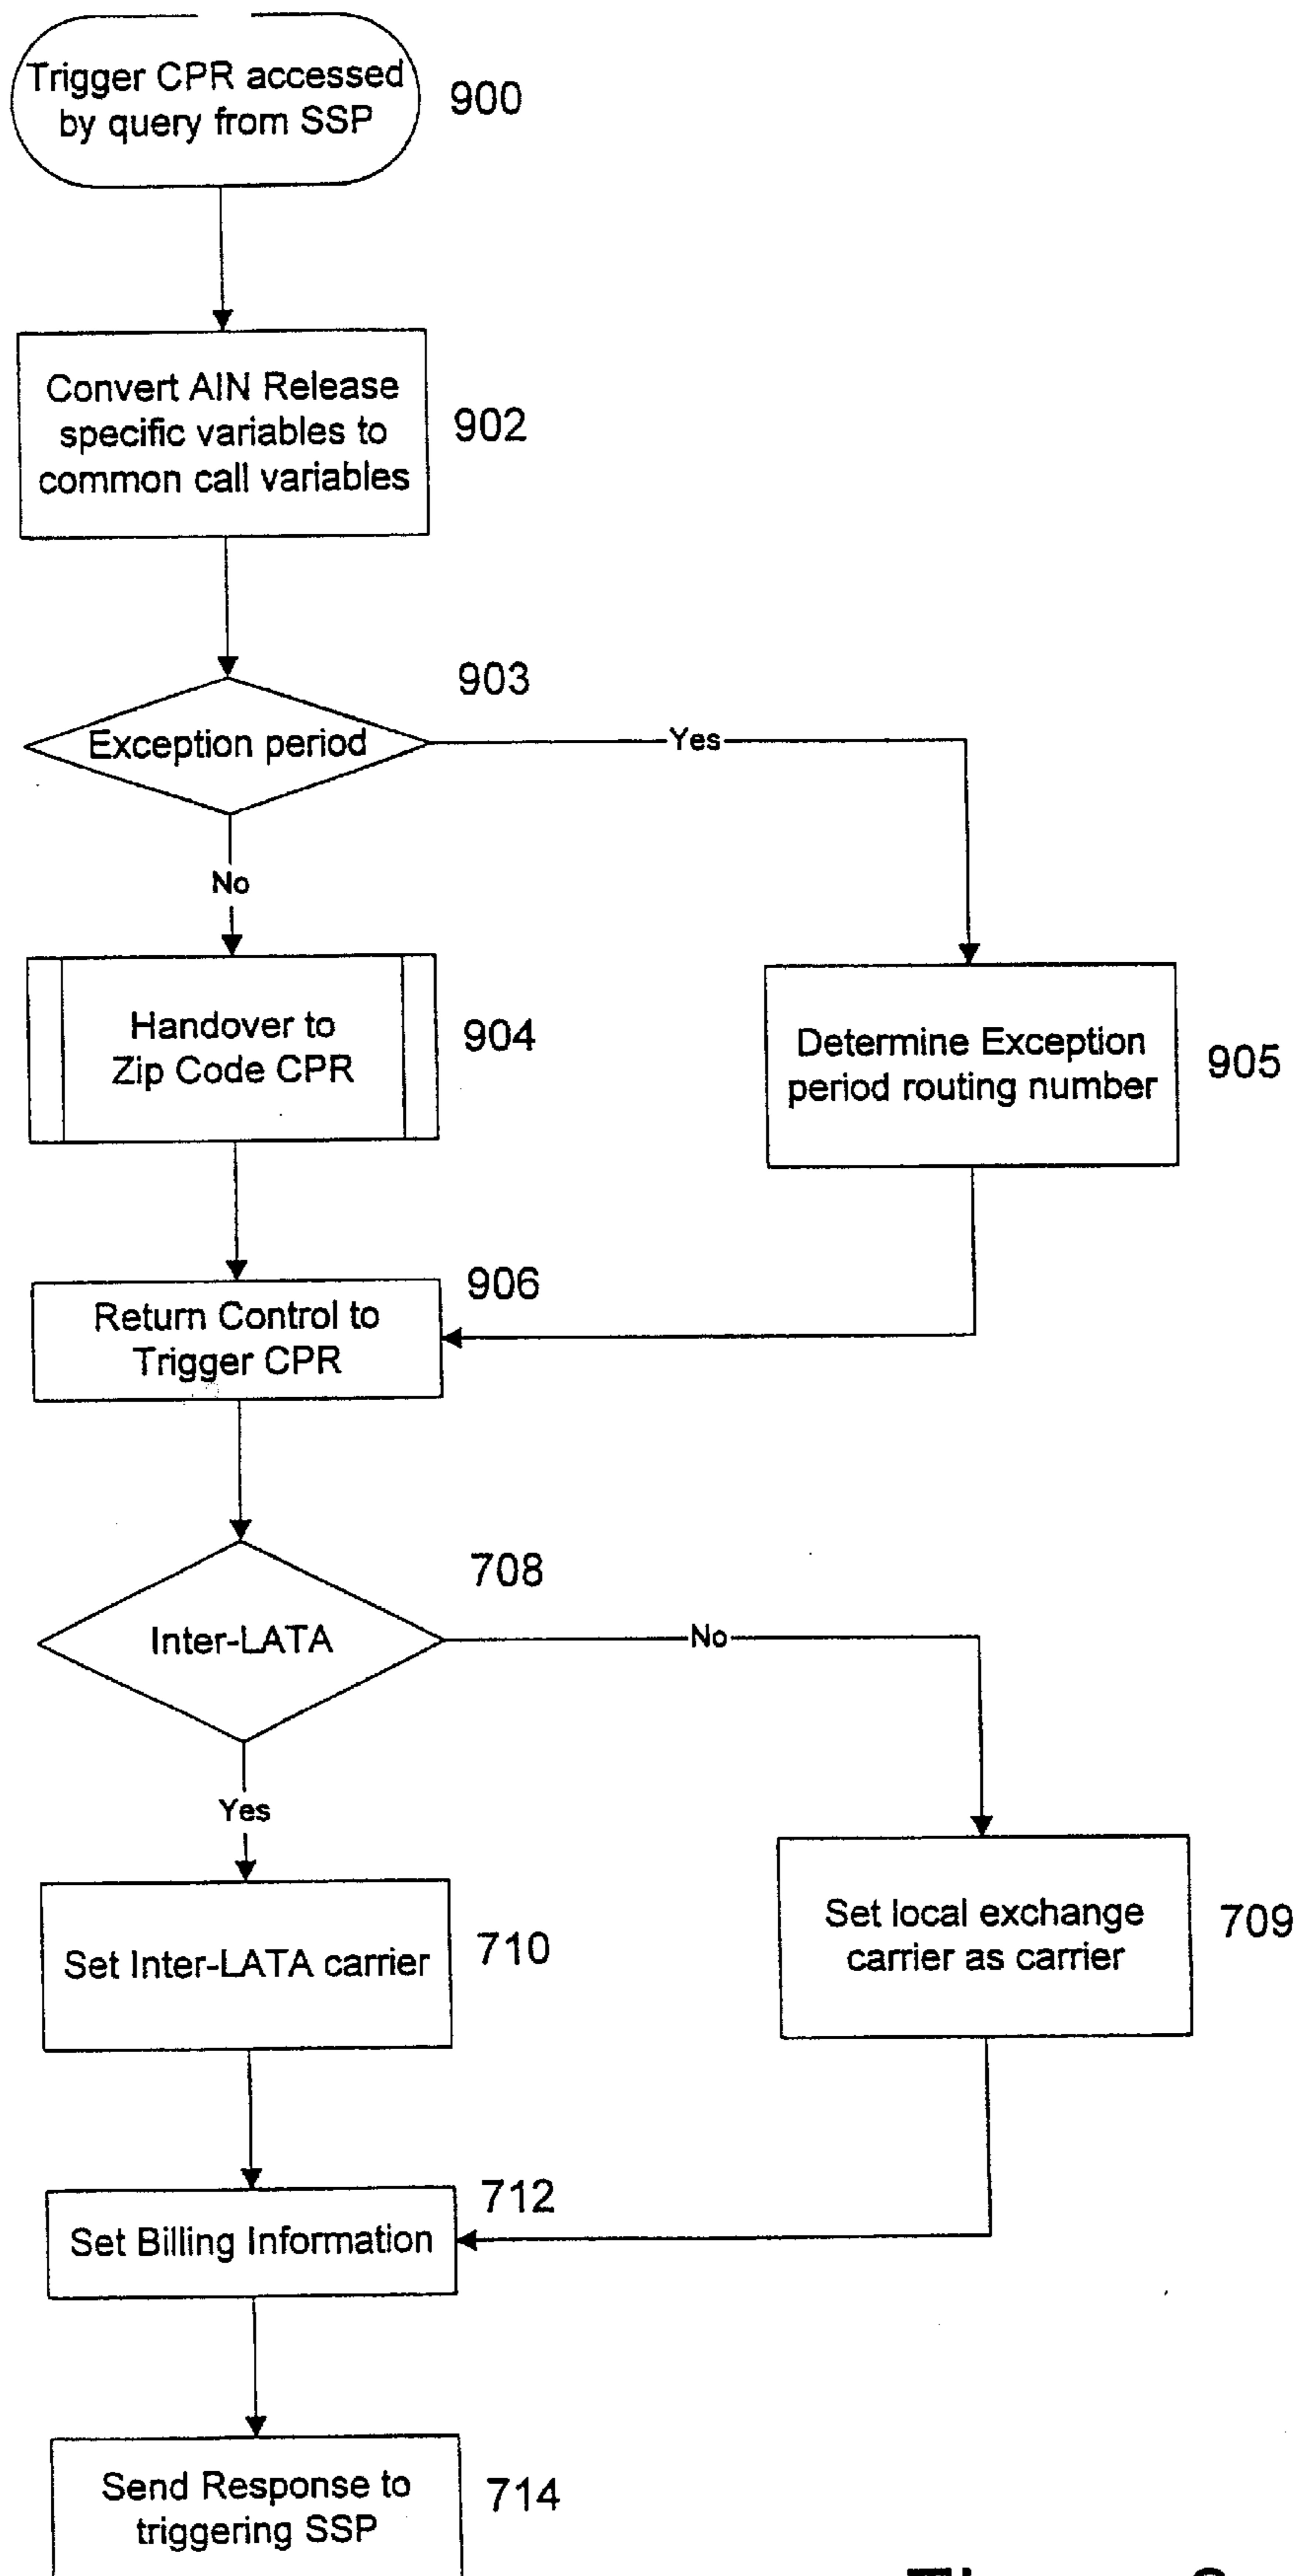 Trigger CPR accessed
by query from SSP
900
Convert AIN Release
specific variables to
common call variables
902
903
Exception period
Yes
No
Handover to
Zip Code CPR
904
Determine Exception
period routing number
905
906
Return Control to
Trigger CPR
708
Inter-LATA
No
Yes
Set Inter-LATA carrier
710
Set local exchange
carrier as carrier
709
712
Set Billing Information
Send Response to
triggering SSP
714